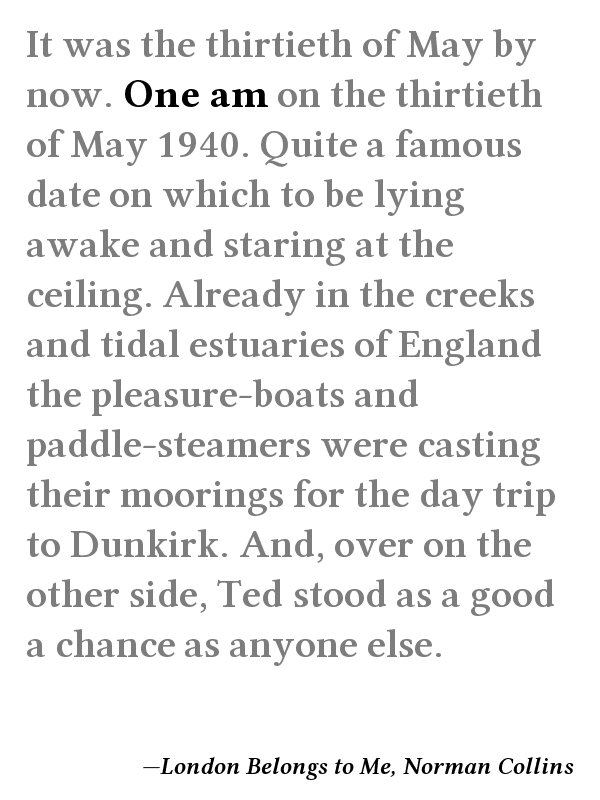 It was the thirtieth of May by
now. One am on the thirtieth
of May 1940. Quite a famous
date on which to be lying
awake and staring at the
ceiling. Already in the creeks
and tidal estuaries of England
the pleasure-boats and
paddle-steamers were casting
their moorings for the day trip
to Dunkirk. And, over on the
other side, Ted stood as a good
a chance as anyone else.
—London Belongs to Me, Norman Collins